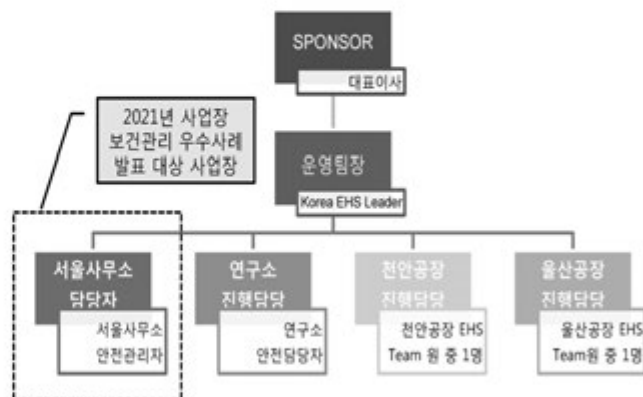 SPONSOR
대표이사
2021년 사업장
보건관리 우수사례
발표 대상 사업장
운영팀장
Korea EHS Leader
서울사무소
담당자
서울사무소
안전관리자
연구소
진행담당
연구소
안전담당자
천안공장
진행담당
천안공장 EHS
Team 원 중 1명
울산공장
진행담당
울산공장 EHS
Team원 중 1명